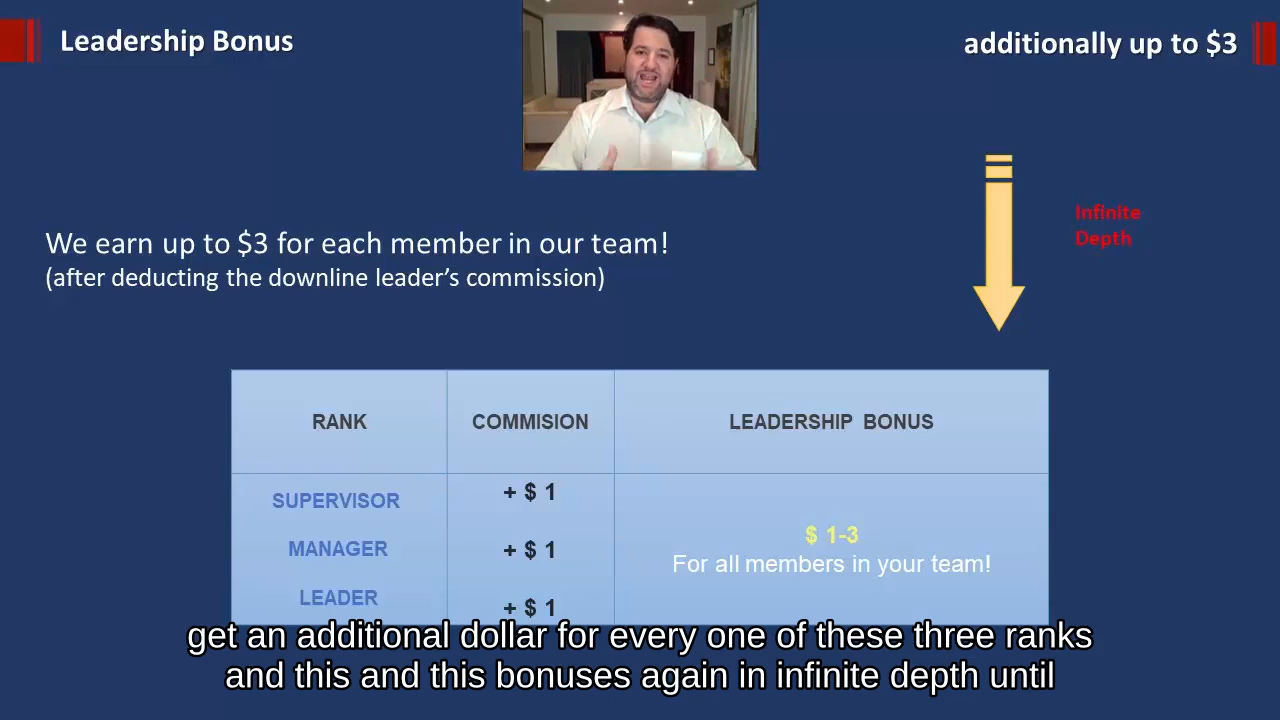 Leadership Bonus
additionally up to $3
Infinite
Depth
We earn up to $3 for each member in our team!
(after deducting the downline leader's commission)
RANK COMMISION LEADERSHIP BONUS
SUPERVISOR + $ 1
MANAGER + $ 1
LEADER + $ 1
$ 1-3
For all members in your team!
get an additional dollar for every one of these three ranks
and this and this bonuses again in infinite depth until